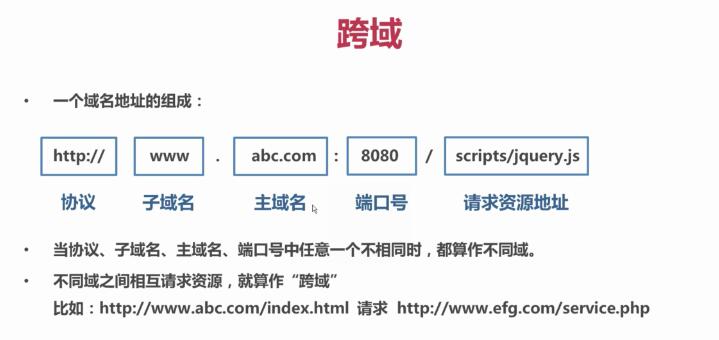 跨域
• 一个域名地址的组成：
http:// www . abc.com : 8080 / scripts/jquery.js
协议 子域名 主域名 端口号 请求资源地址
• 当协议、子域名、主域名、端口号中任意一个不相同时，都算作不同域。
• 不同域之间相互请求资源，就算作“跨域”
比如：http://www.abc.com/index.html 请求 http://www.efg.com/service.php